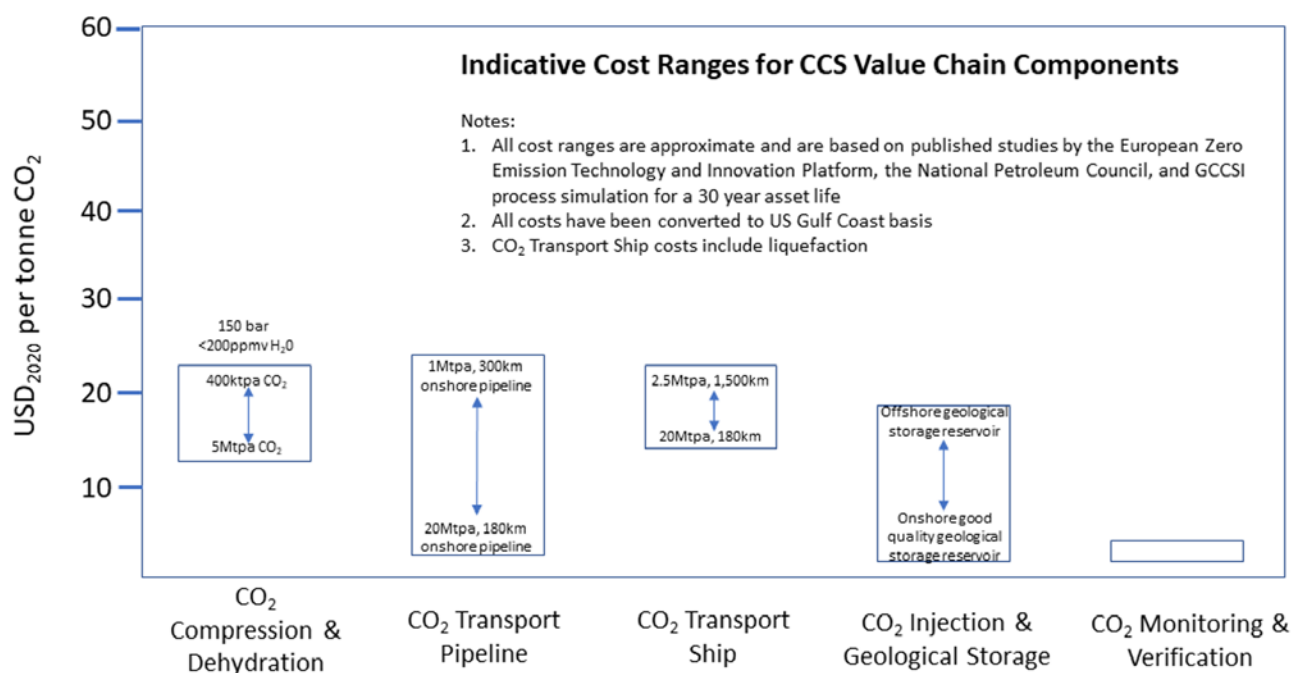 60
50
40
30
20
10
USD₂₀₂₀ per tonne CO₂
Indicative Cost Ranges for CCS Value Chain Components
Notes:
1. All cost ranges are approximate and are based on published studies by the European Zero
Emission Technology and Innovation Platform, the National Petroleum Council, and GCCSI
process simulation for a 30 year asset life
2. All costs have been converted to US Gulf Coast basis
3. CO₂ Transport Ship costs include liquefaction
150 bar
<200ppmv H₂0
400ktpa CO₂
5Mtpa CO₂
1Mtpa, 300km
onshore pipeline
20Mtpa, 180km
onshore pipeline
2.5Mtpa, 1,500km
20Mtpa, 180km
Offshore geological
storage reservoir
Onshore good
quality geological
storage reservoir
CO₂
Compression &
Dehydration
CO₂ Transport
Pipeline
CO₂ Transport
Ship
CO₂ Injection &
Geological Storage
CO₂ Monitoring &
Verification